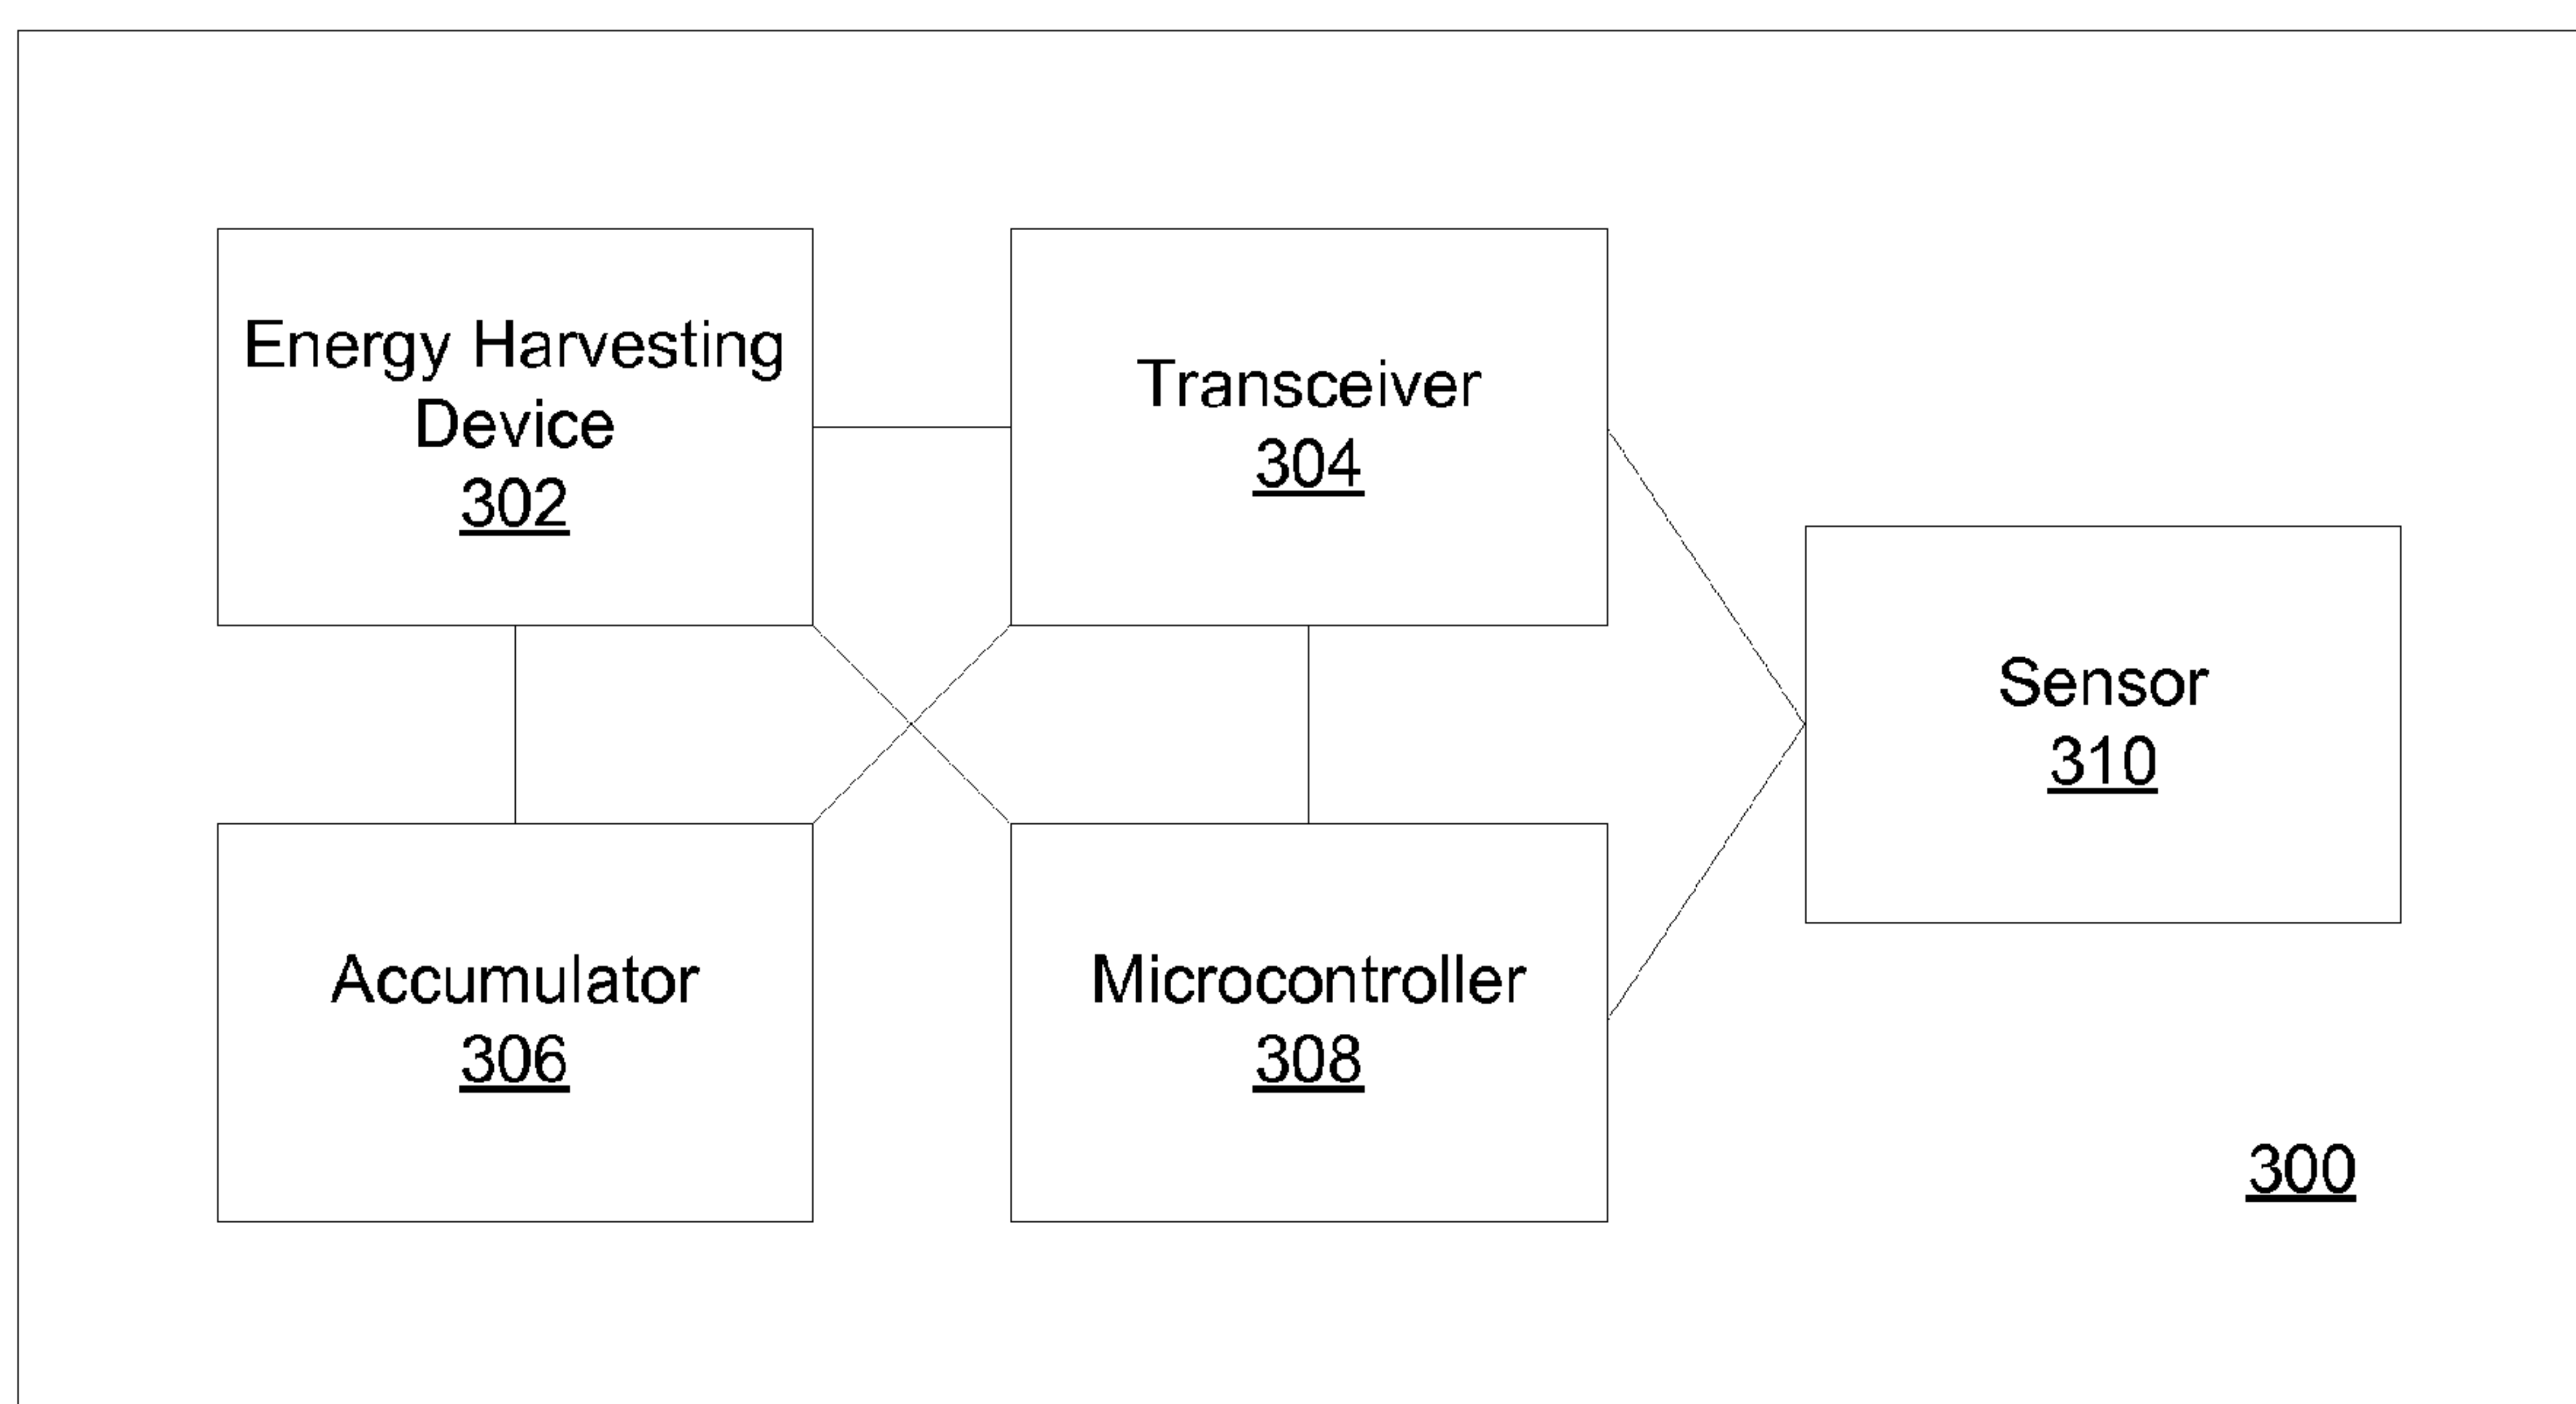 Energy Harvesting
Device
302
Transceiver
304
Sensor
310
Accumulator
306
Microcontroller
308
300